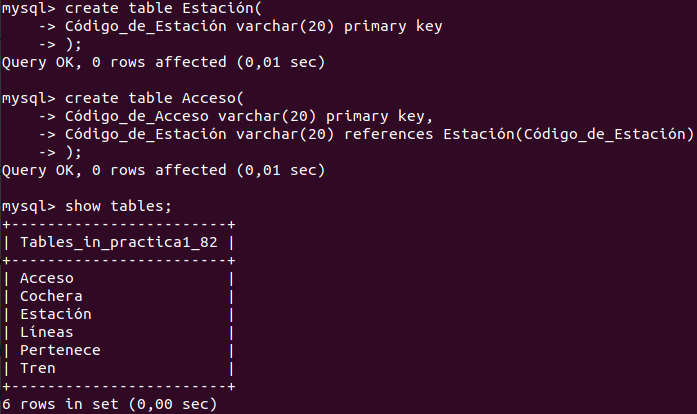 mysql> create table Estación(
    -> Código_de_Estación varchar(20) primary key
    -> );
Query OK, 0 rows affected (0,01 sec)
mysql> create table Acceso(
    -> Código_de_Acceso varchar(20) primary key,
    -> Código_de_Estación varchar(20) references Estación(Código_de_Estación)
    -> );
Query OK, 0 rows affected (0,01 sec)
mysql> show tables;
+------------------------+
| Tables_in_practica1_82 |
+------------------------+
| Acceso                 |
| Cochera                |
| Estación               |
| Líneas                 |
| Pertenece              |
| Tren                   |
+------------------------+
6 rows in set (0,00 sec)